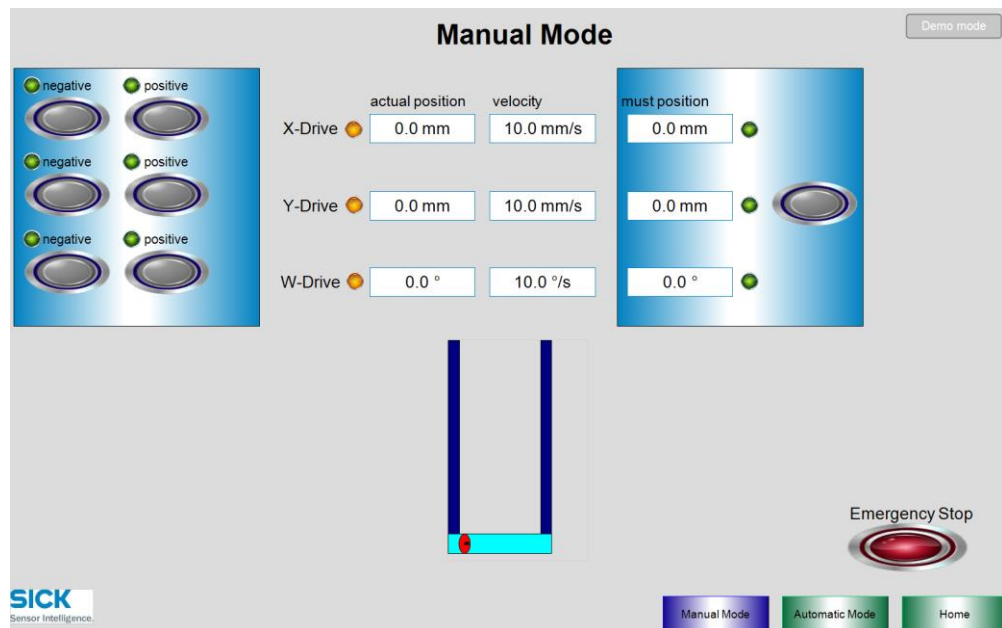 Manual Mode
Demo mode
negative positive
actual position velocity must position
X-Drive 0.0 mm 10.0 mm/s 0.0 mm
negative positive
Y-Drive 0.0 mm 10.0 mm/s 0.0 mm
negative positive
W-Drive 0.0 ° 10.0 °/s 0.0 °
Emergency Stop
SICK
Sensor Intelligence.
Manual Mode Automatic Mode Home